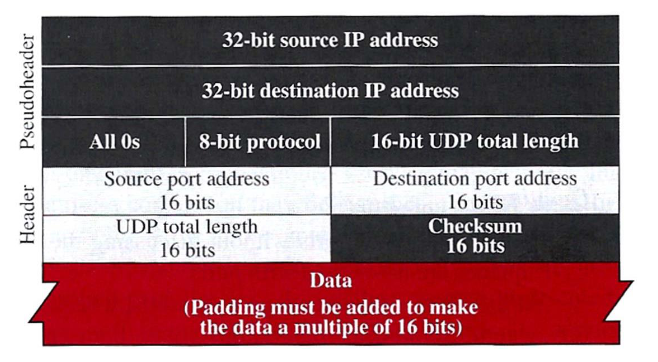 Pseudoheader
32-bit source IP address
32-bit destination IP address
All 0s 8-bit protocol 16-bit UDP total length
Header
Source port address Destination port address
16 bits 16 bits
UDP total length Checksum
16 bits 16 bits
Data
(Padding must be added to make
the data a multiple of 16 bits)